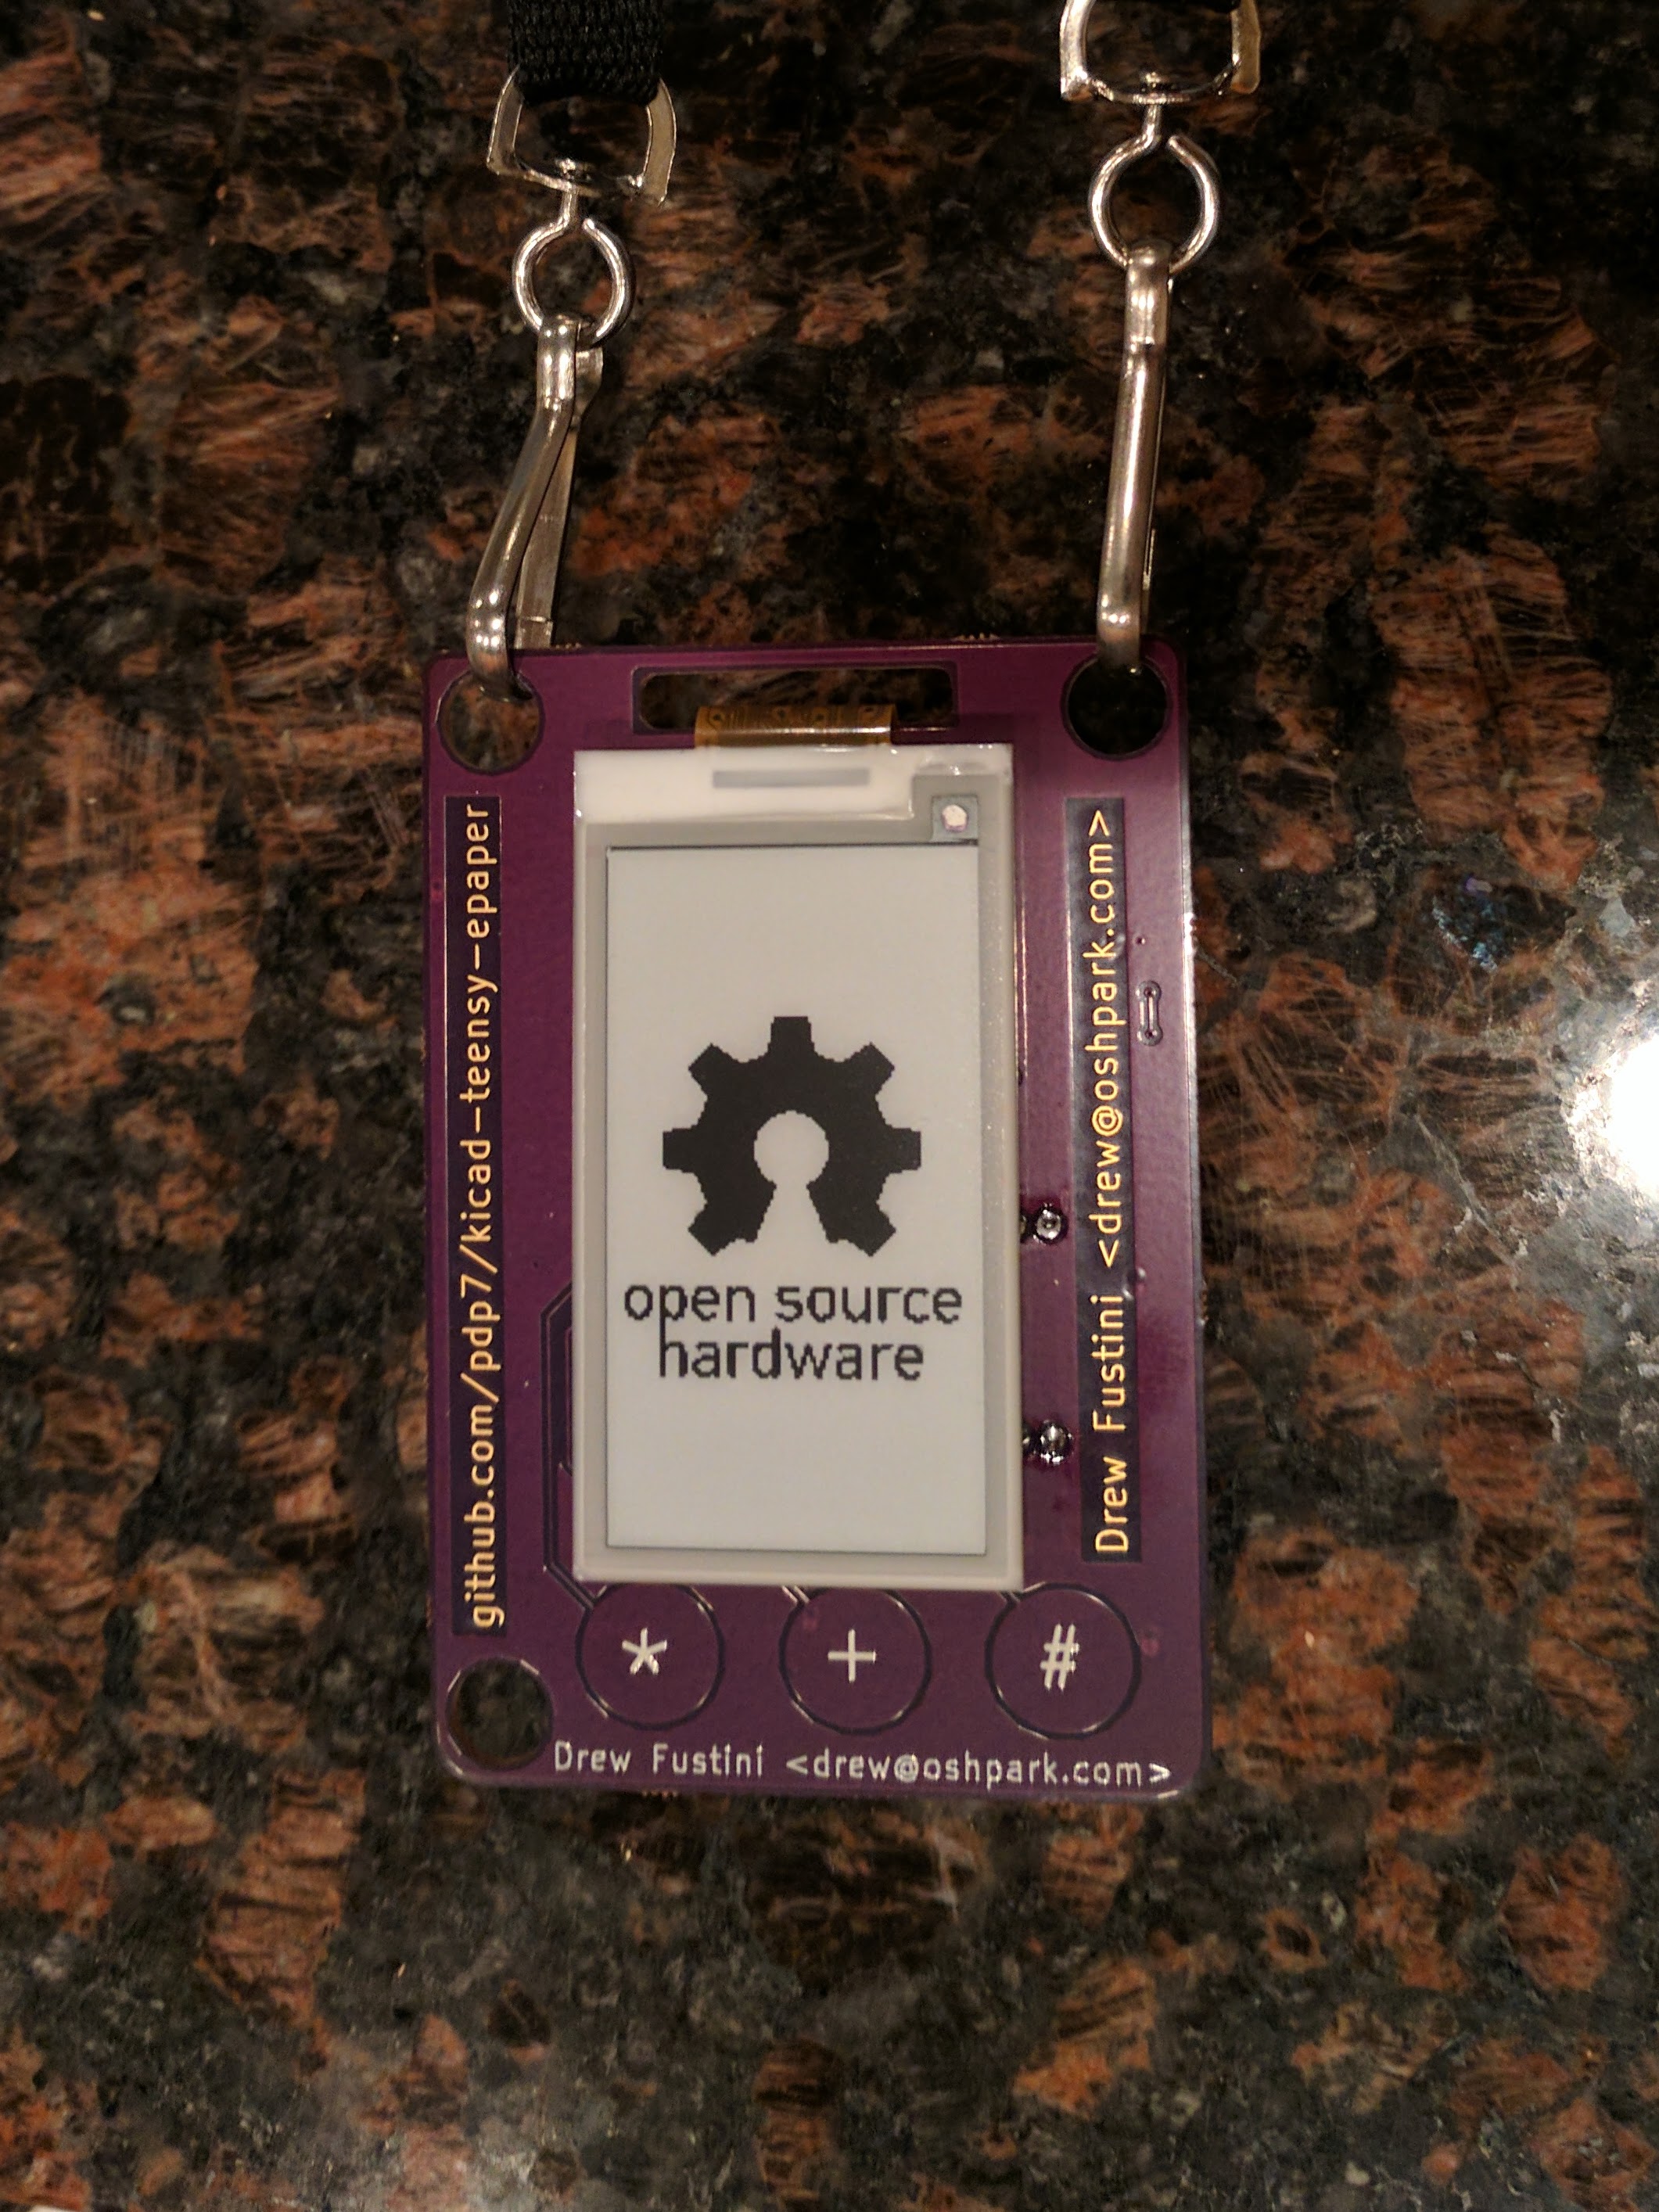 github.com/pdp7/kicad-teensy-epaper
open source
hardware
Drew Fustini <drew@oshpark.com>
* + #
Drew Fustini <drew@oshpark.com>